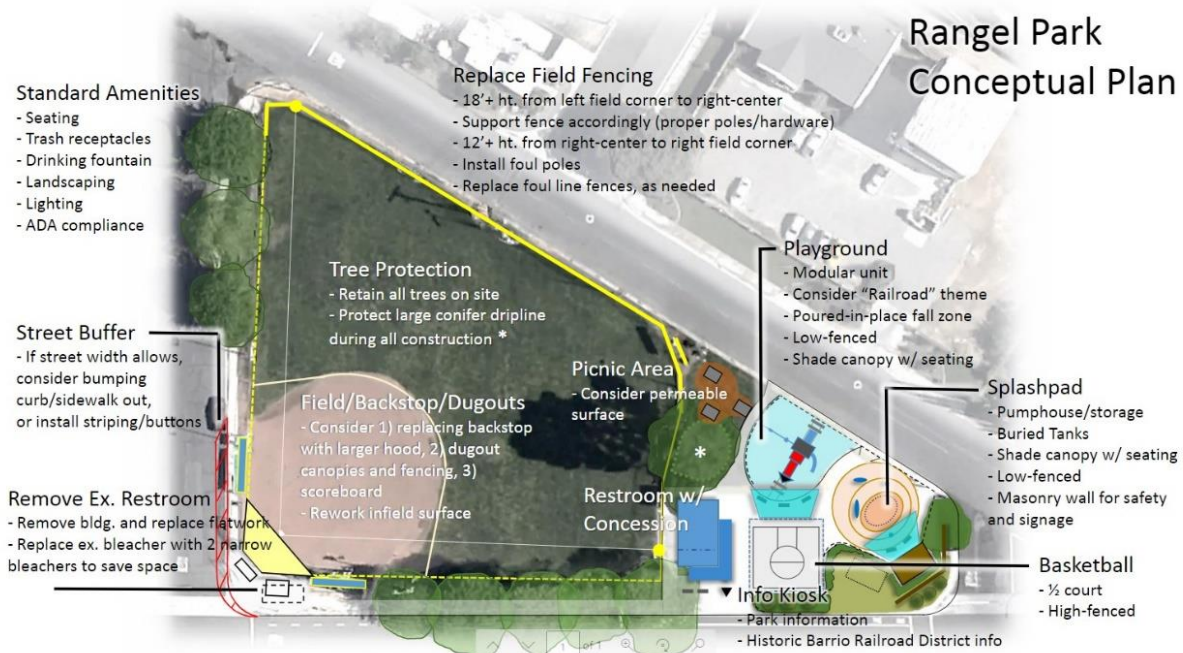 Rangel Park
Conceptual Plan
Standard Amenities
- Seating
- Trash receptacles
- Drinking fountain
- Landscaping
- Lighting
- ADA compliance
Replace Field Fencing
- 18'+ ht. from left field corner to right-center
- Support fence accordingly (proper poles/hardware)
- 12'+ ht. from right-center to right field corner
- Install foul poles
- Replace foul line fences, as needed
Tree Protection
- Retain all trees on site
- Protect large conifer dripline
during all construction *
Playground
- Modular unit
- Consider "Railroad" theme
- Poured-in-place fall zone
- Low-fenced
- Shade canopy w/ seating
Street Buffer
- If street width allows,
consider bumping
curb/sidewalk out,
or install striping/buttons
Picnic Area
- Consider permeable
surface
*
Splashpad
- Pumphouse/storage
- Buried Tanks
- Shade canopy w/ seating
- Low-fenced
- Masonry wall for safety
and signage
Field/Backstop/Dugouts
- Consider 1) replacing backstop
with larger hood, 2) dugout
canopies and fencing, 3)
scoreboard
- Rework infield surface
Remove Ex. Restroom
- Remove bldg. and replace flatwork
- Replace ex. bleacher with 2 narrow
bleachers to save space
Restroom w/
Concession
Basketball
- ½ court
- High-fenced
Info Kiosk
- Park information
- Historic Barrio Railroad District info
1 of 1